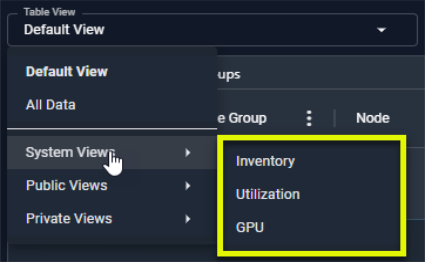 Table View
Default View
Default View
ups
All Data
e Group
Node
System Views
Inventory
Public Views
Utilization
Private Views
GPU